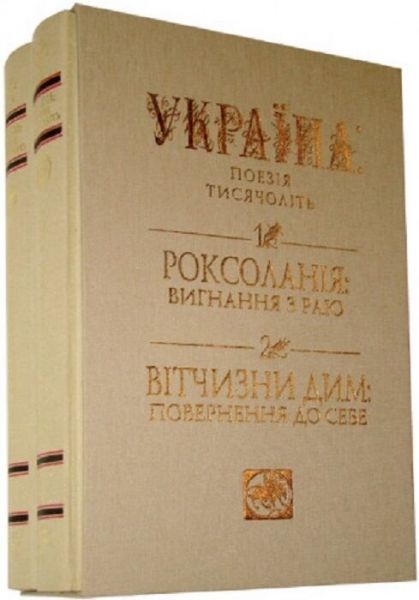 УКРАЇНА:
ПОЕЗІЯ
ТИСЯЧОЛІТЬ
1
РОКСОЛАНІЯ:
ВИГНАННЯ З РАЮ
2
ВІТЧИЗНИ ДИМ:
ПОВЕРНЕННЯ ДО СЕБЕ